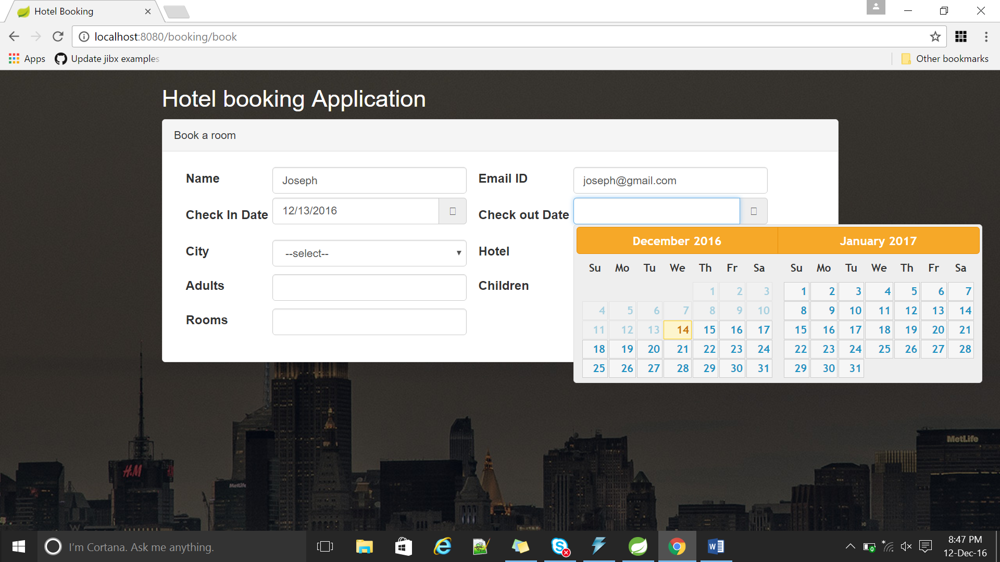 Hotel Booking
localhost:8080/booking/book
Apps
Update jibx examples
Other bookmarks
Hotel booking Application
Book a room
Name
Joseph
Email ID
joseph@gmail.com
Check In Date
12/13/2016
Check out Date
City
--select--
Hotel
Adults
Children
Rooms
December 2016
January 2017
Su Mo Tu We Th Fr Sa
1 2 3
4 5 6 7 8 9 10
11 12 13 14 15 16 17
18 19 20 21 22 23 24
25 26 27 28 29 30 31
Su Mo Tu We Th Fr Sa
1 2 3 4 5 6 7
8 9 10 11 12 13 14
15 16 17 18 19 20 21
22 23 24 25 26 27 28
29 30 31
MetLife
H&M
MetLife
W
I'm Cortana. Ask me anything.
8:47 PM
12-Dec-16